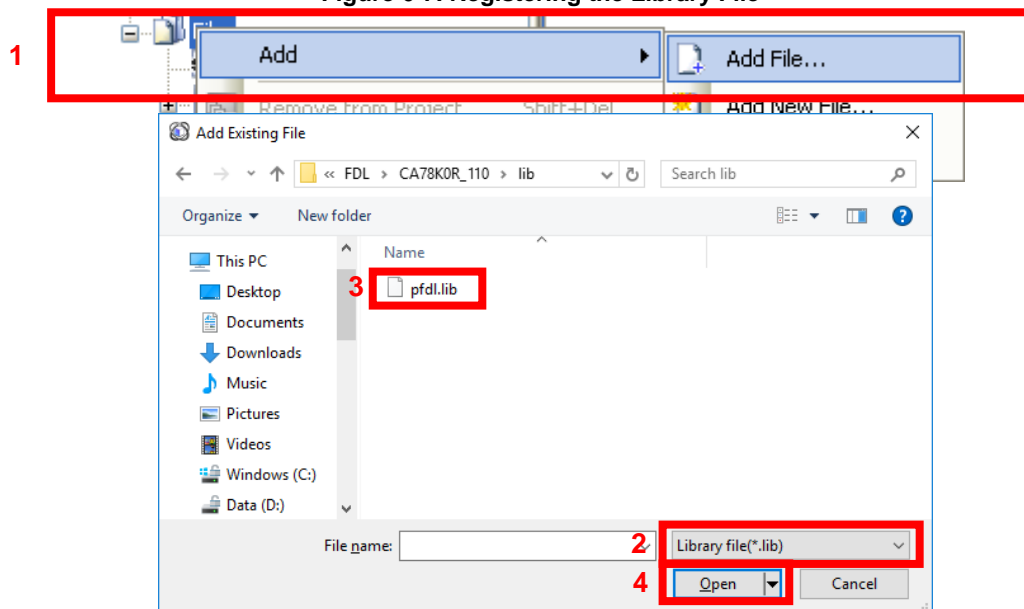 1
Add
Add File...
Remove from Project Shift+Del
Add New File...
Add Existing File
« FDL › CA78K0R_110 › lib
Search lib
Organize
New folder
?
This PC
Name
Desktop
3
pfdl.lib
Documents
Downloads
Music
Pictures
Videos
Windows (C:)
Data (D:)
File name:
2
Library file(*.lib)
4
Open
Cancel